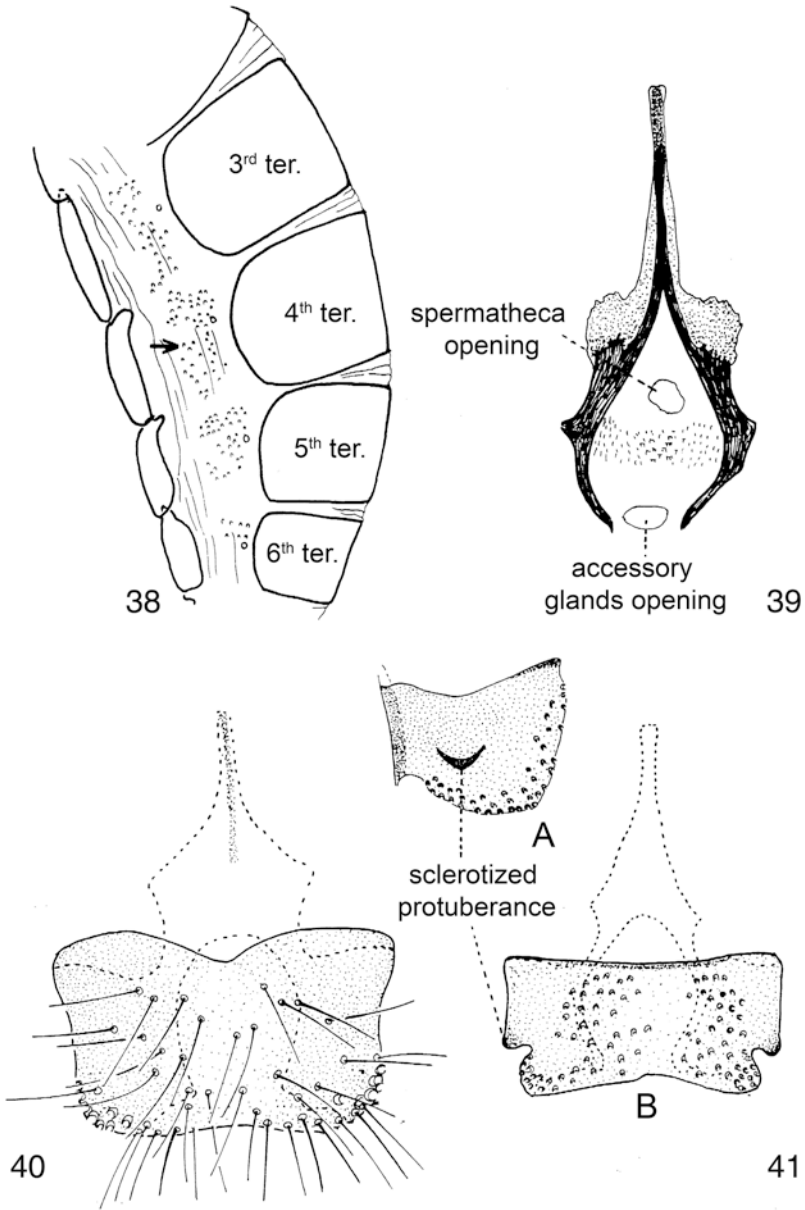 3rd ter.
4th ter.
5th ter.
6th ter.
38
spermatheca
opening
accessory
glands opening
39
A
sclerotized
protuberance
B
40
41